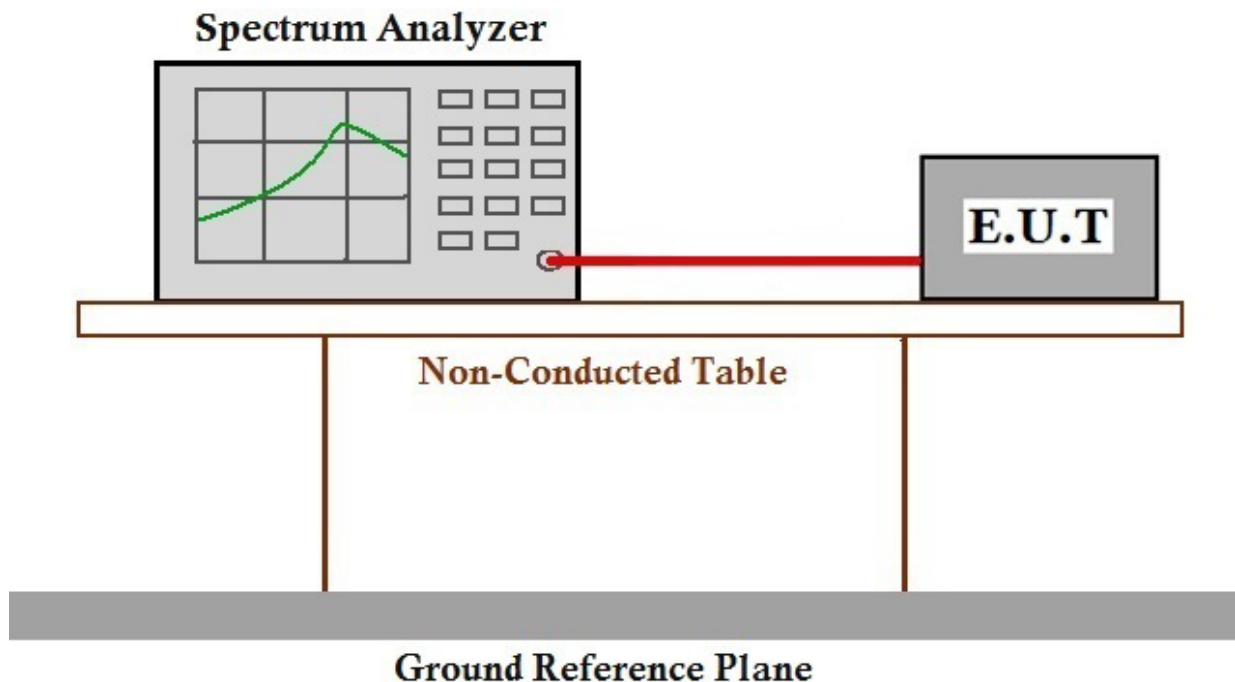 Spectrum Analyzer
E.U.T
Non-Conducted Table
Ground Reference Plane